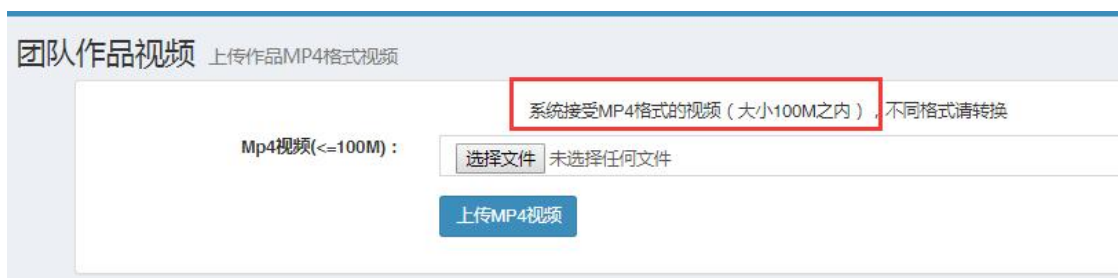 团队作品视频 上传作品MP4格式视频
系统接受MP4格式的视频（大小100M之内），不同格式请转换
Mp4视频(<=100M)： 选择文件 未选择任何文件
上传MP4视频